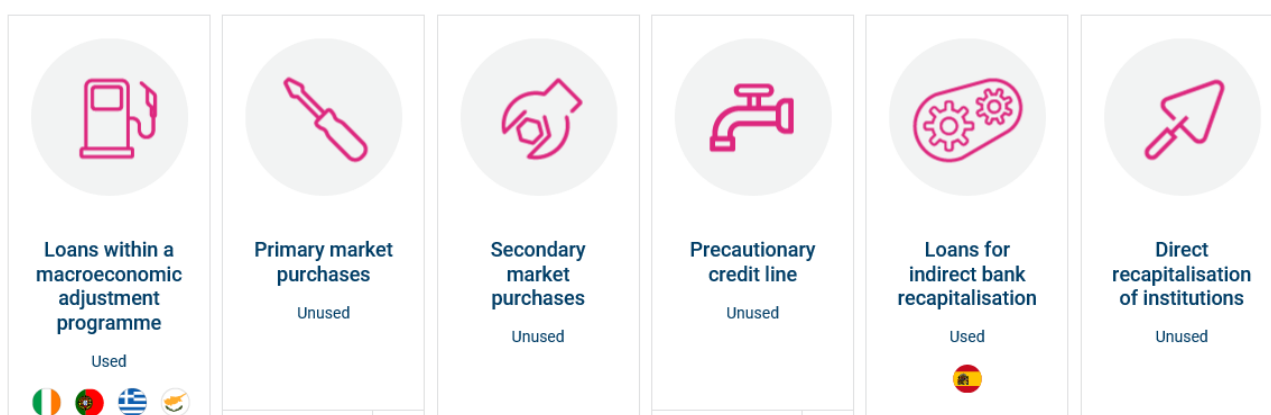 Loans within a
macroeconomic
adjustment
programme
Used
Primary market
purchases
Unused
Secondary
market
purchases
Unused
Precautionary
credit line
Unused
Loans for
indirect bank
recapitalisation
Used
Direct
recapitalisation
of institutions
Unused